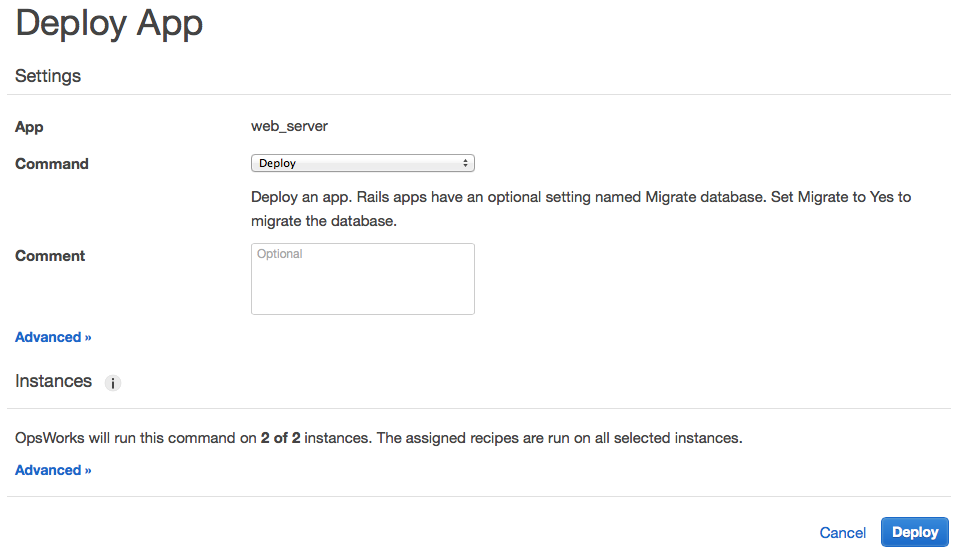 Deploy App
Settings
App web_server
Command Deploy
Deploy an app. Rails apps have an optional setting named Migrate database. Set Migrate to Yes to
migrate the database.
Comment Optional
Advanced »
Instances i
OpsWorks will run this command on 2 of 2 instances. The assigned recipes are run on all selected instances.
Advanced »
Cancel Deploy